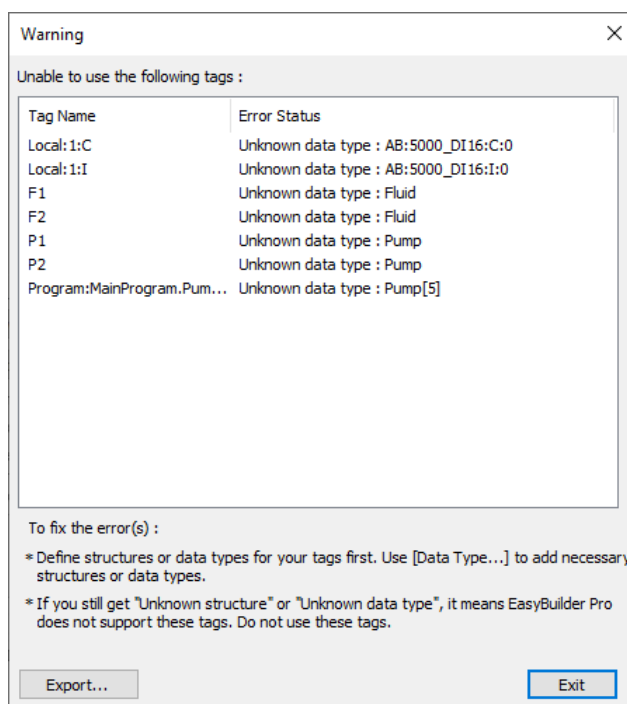 Warning
Unable to use the following tags :
Tag Name Error Status
Local:1:C Unknown data type : AB:5000_DI16:C:0
Local:1:I Unknown data type : AB:5000_DI16:I:0
F1 Unknown data type : Fluid
F2 Unknown data type : Fluid
P1 Unknown data type : Pump
P2 Unknown data type : Pump
Program:MainProgram.Pum... Unknown data type : Pump[5]
To fix the error(s) :
* Define structures or data types for your tags first. Use [Data Type...] to add necessary
structures or data types.
* If you still get "Unknown structure" or "Unknown data type", it means EasyBuilder Pro
does not support these tags. Do not use these tags.
Export... Exit